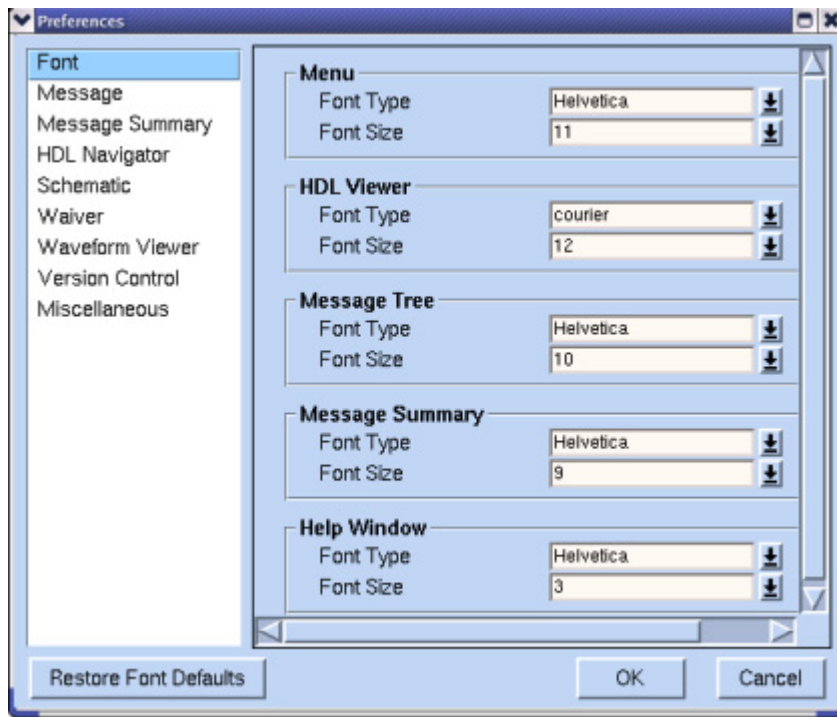 Preferences
Font
Message
Message Summary
HDL Navigator
Schematic
Waiver
Waveform Viewer
Version Control
Miscellaneous
Menu
Font Type Helvetica
Font Size 11
HDL Viewer
Font Type courier
Font Size 12
Message Tree
Font Type Helvetica
Font Size 10
Message Summary
Font Type Helvetica
Font Size 9
Help Window
Font Type Helvetica
Font Size 3
Restore Font Defaults
OK
Cancel